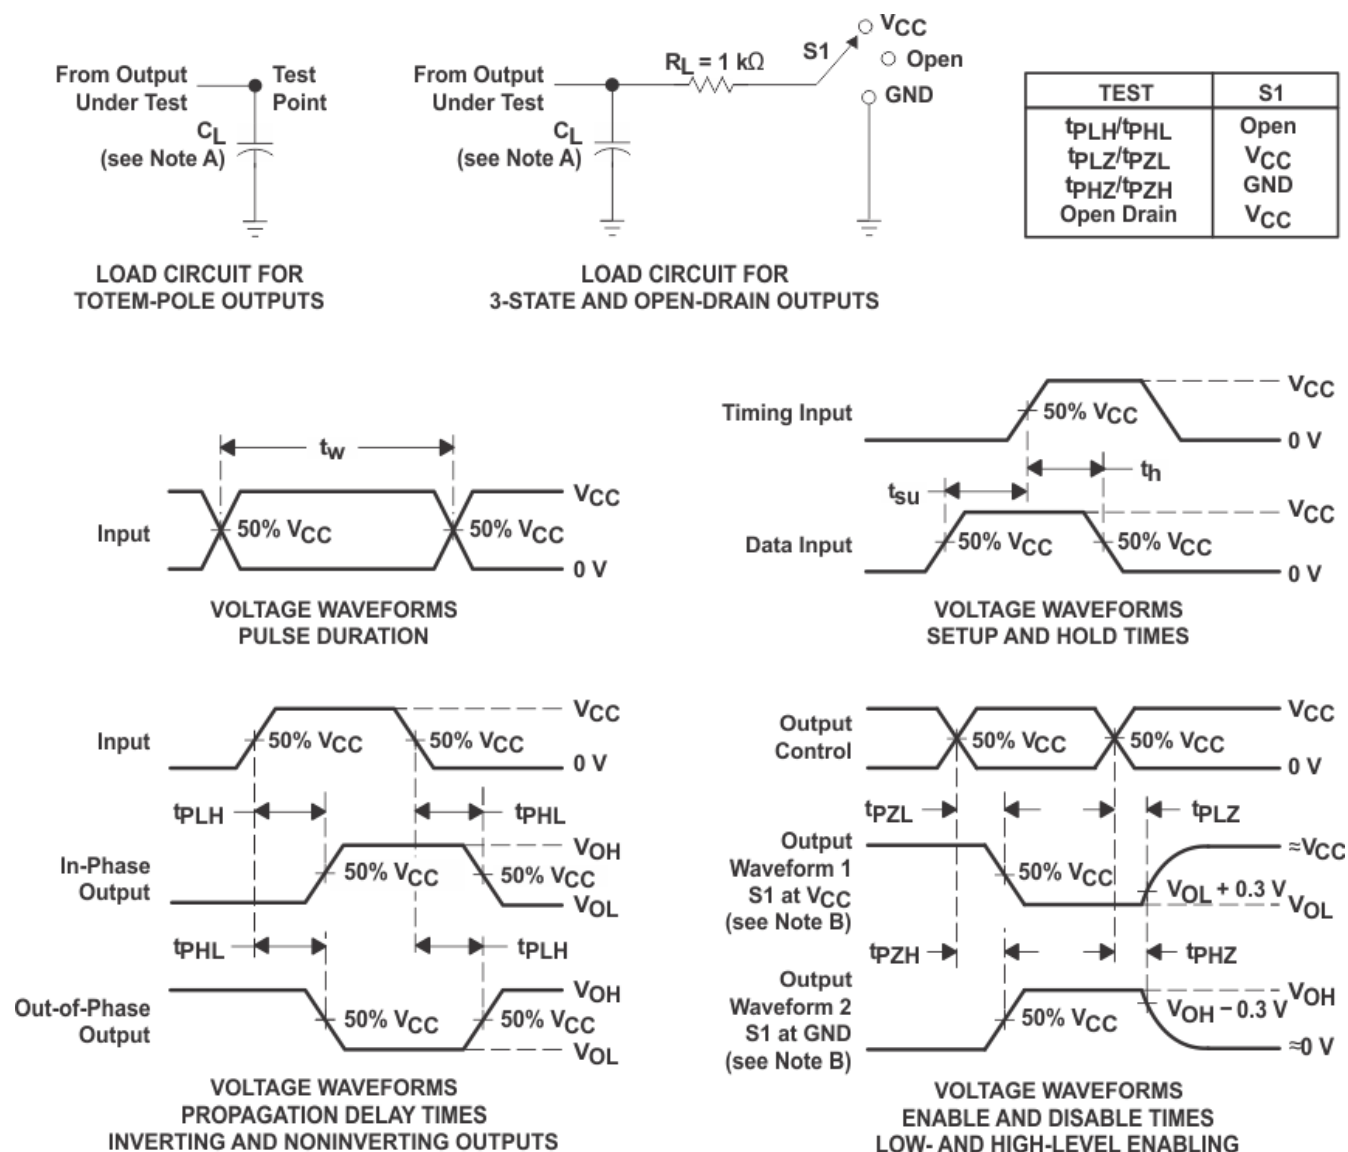 From Output
Under Test
Test
Point
CL
(see Note A)
LOAD CIRCUIT FOR
TOTEM-POLE OUTPUTS
From Output
Under Test
CL
(see Note A)
RL = 1 kΩ
S1
VCC
Open
GND
LOAD CIRCUIT FOR
3-STATE AND OPEN-DRAIN OUTPUTS
TEST S1
tPLH/tPHL Open
tPLZ/tPZL VCC
tPHZ/tPZH GND
Open Drain VCC
tw
Input
50% VCC
50% VCC
VCC
0 V
VOLTAGE WAVEFORMS
PULSE DURATION
Timing Input
50% VCC
VCC
0 V
th
tsu
Data Input
50% VCC
50% VCC
VCC
0 V
VOLTAGE WAVEFORMS
SETUP AND HOLD TIMES
Input
50% VCC
50% VCC
VCC
0 V
tPLH
tPHL
In-Phase
Output
50% VCC
50% VCC
VOH
VOL
tPHL
tPLH
Out-of-Phase
Output
50% VCC
50% VCC
VOH
VOL
VOLTAGE WAVEFORMS
PROPAGATION DELAY TIMES
INVERTING AND NONINVERTING OUTPUTS
Output
Control
50% VCC
50% VCC
VCC
0 V
tPZL
tPLZ
Output
Waveform 1
S1 at VCC
(see Note B)
50% VCC
VOL + 0.3 V
≈VCC
VOL
tPZH
tPHZ
Output
Waveform 2
S1 at GND
(see Note B)
50% VCC
VOH − 0.3 V
VOH
≈0 V
VOLTAGE WAVEFORMS
ENABLE AND DISABLE TIMES
LOW- AND HIGH-LEVEL ENABLING